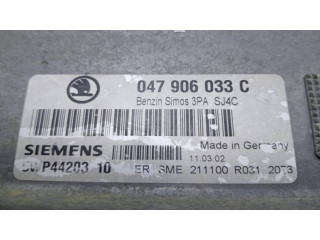 047 906 033 C
Benzin Simos 3PA SJ4C
SIEMENS
Made in Germany
11.03.02
5WP44203 10
ER SME 211100 R031 2073